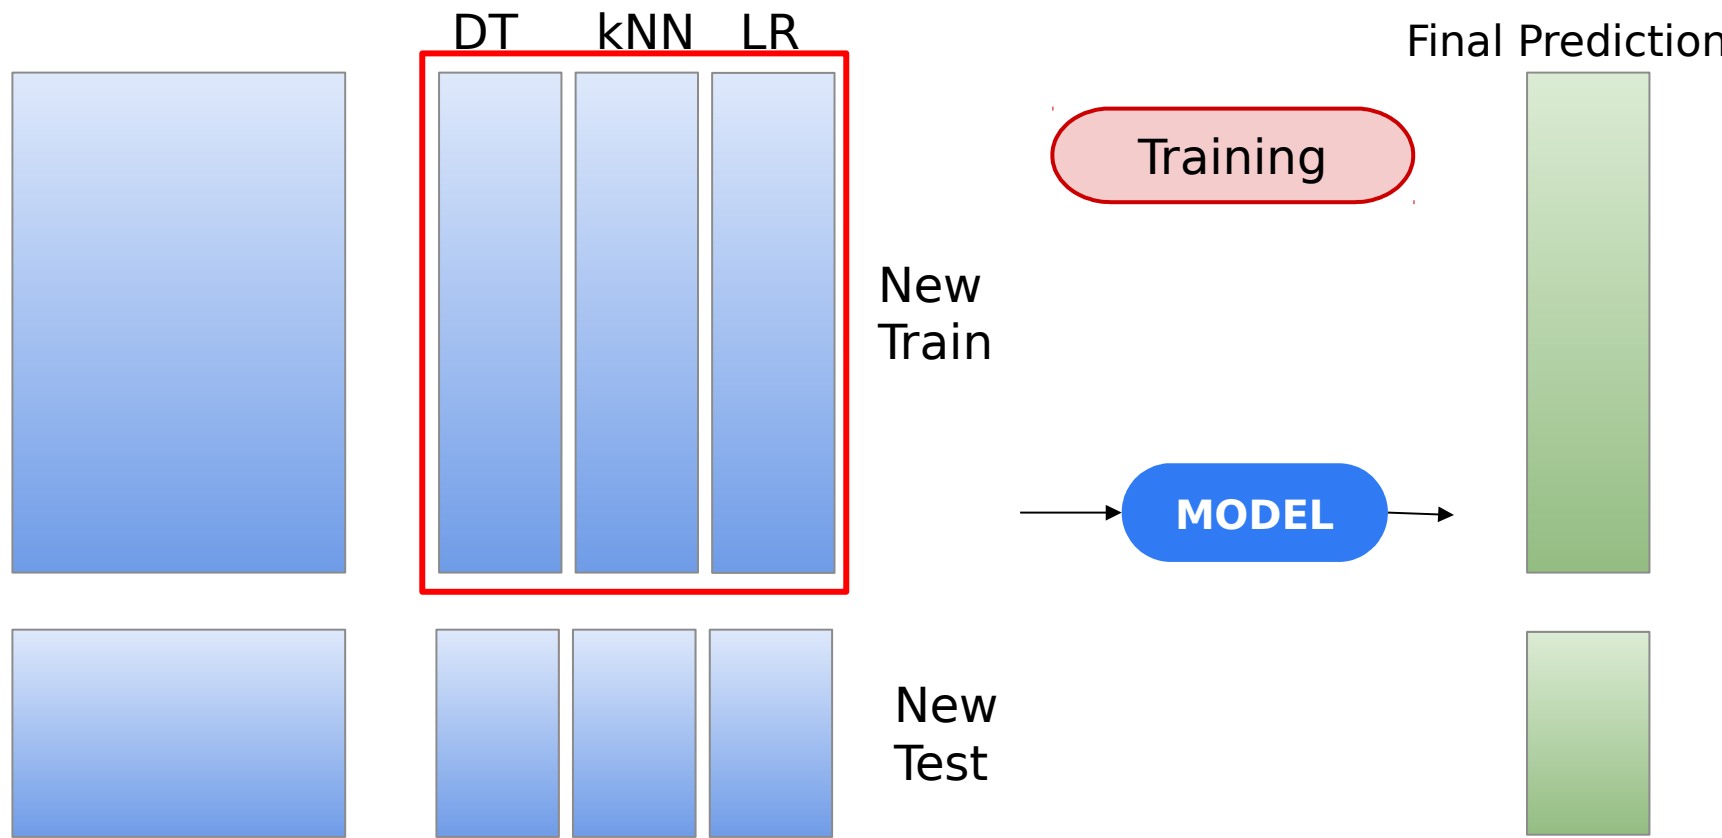 DT kNN LR
Final Prediction
Training
New
Train
MODEL
New
Test